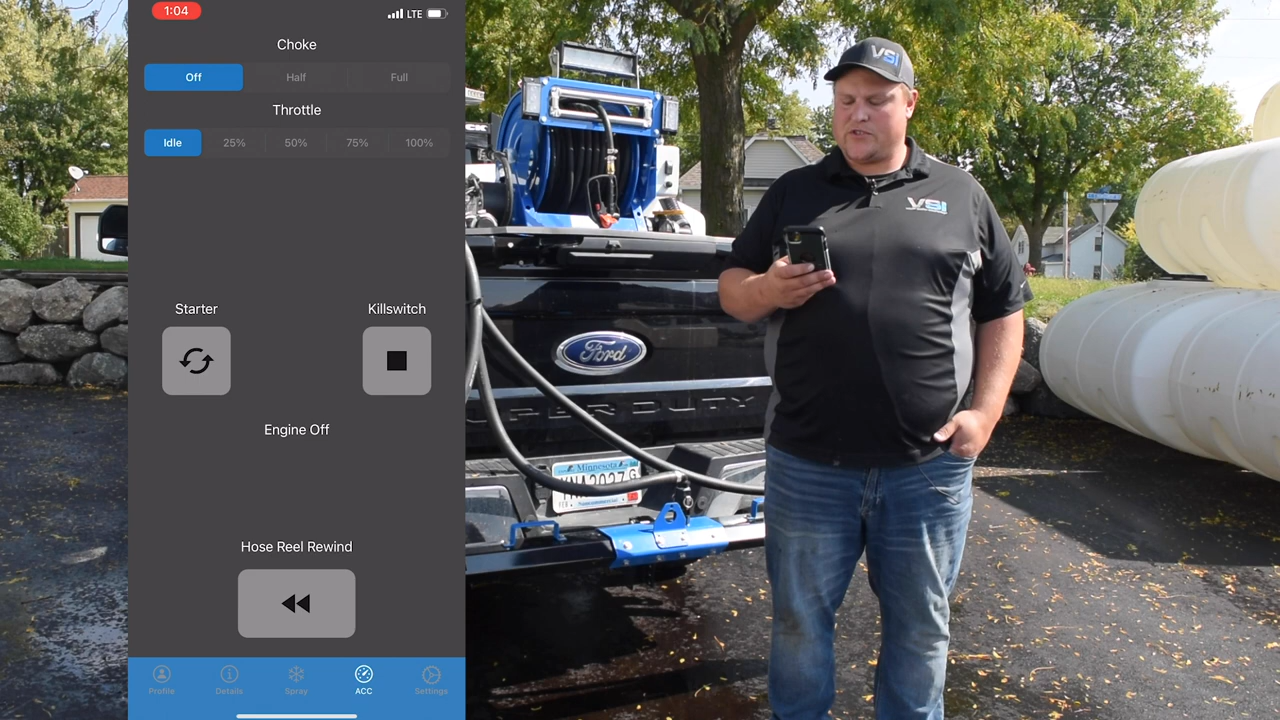 1:04
LTE
Choke
Off Half Full
Throttle
Idle 25% 50% 75% 100%
Starter Killswitch
Engine Off
Hose Reel Rewind
Profile Details Spray ACC Settings
VSI
VSI
Ford
SUPER DUTY
Minnesota